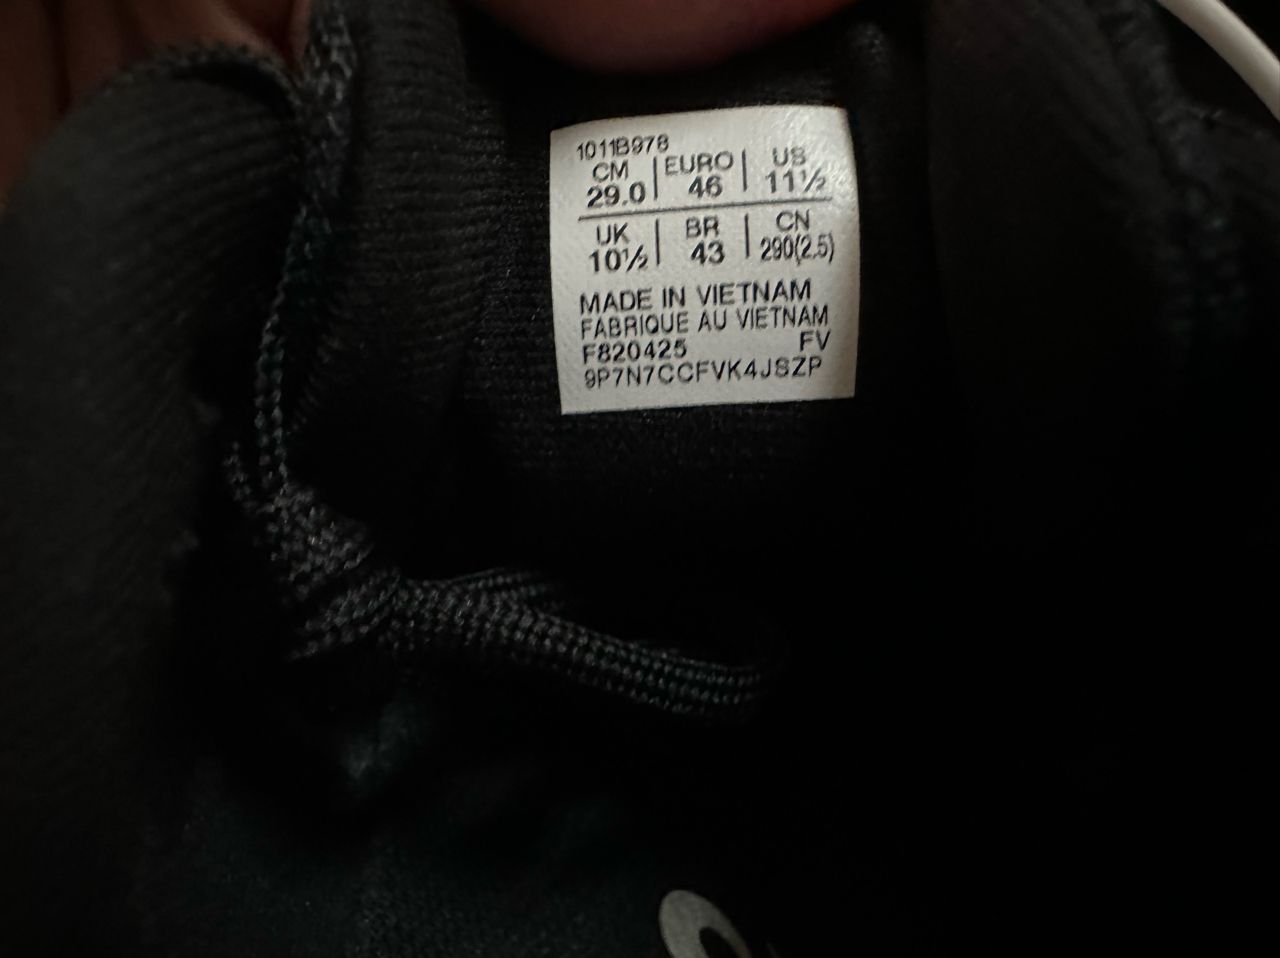 1011B978
CM EURO US
29.0 46 11½
UK BR CN
10½ 43 290(2.5)
MADE IN VIETNAM
FABRIQUE AU VIETNAM
F820425 FV
9P7N7CCFVK4JSZP